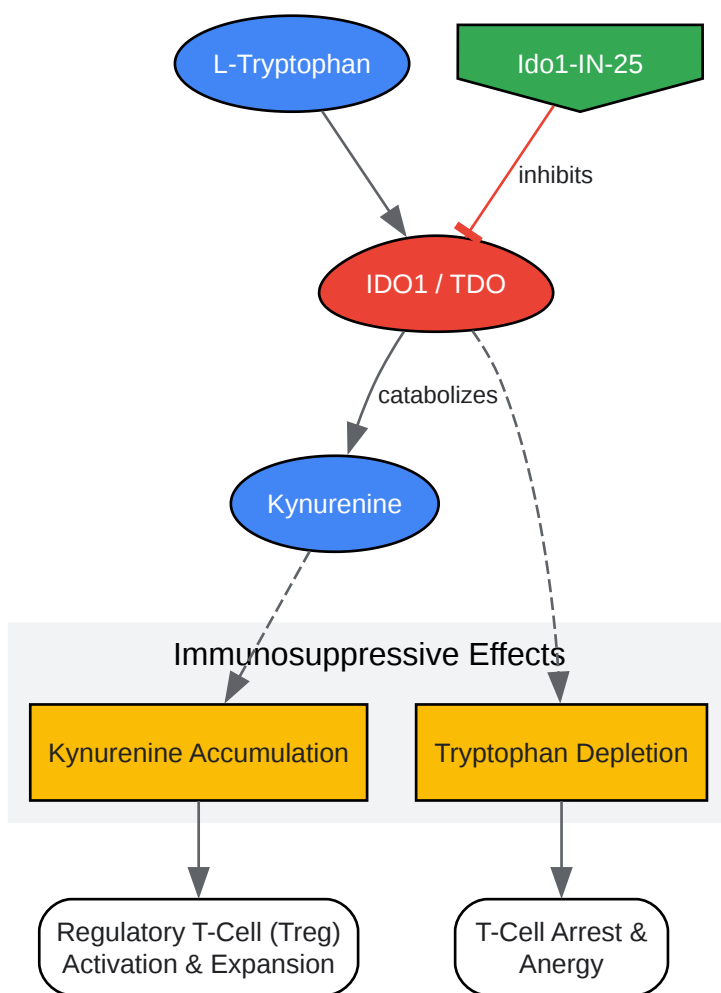 L-Tryptophan
Ido1-IN-25
inhibits
IDO1 / TDO
catabolizes
Kynurenine
Immunosuppressive Effects
Kynurenine Accumulation
Tryptophan Depletion
Regulatory T-Cell (Treg)
Activation & Expansion
T-Cell Arrest &
Anergy